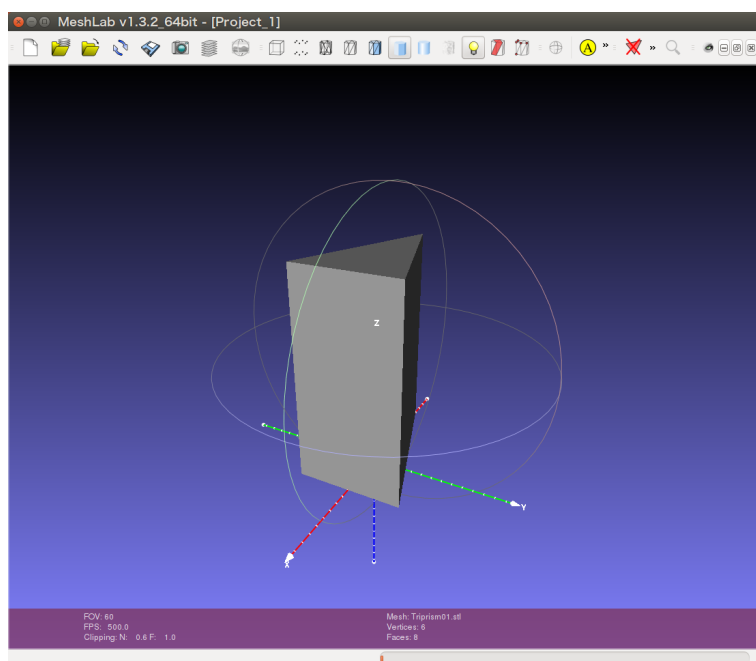 MeshLab v1.3.2_64bit - [Project_1]
A
»
»
Z
Y
X
FOV: 60
FPS: 500.0
Clipping: N: 0.6 F: 1.0
Mesh: Triprism01.stl
Vertices: 6
Faces: 8